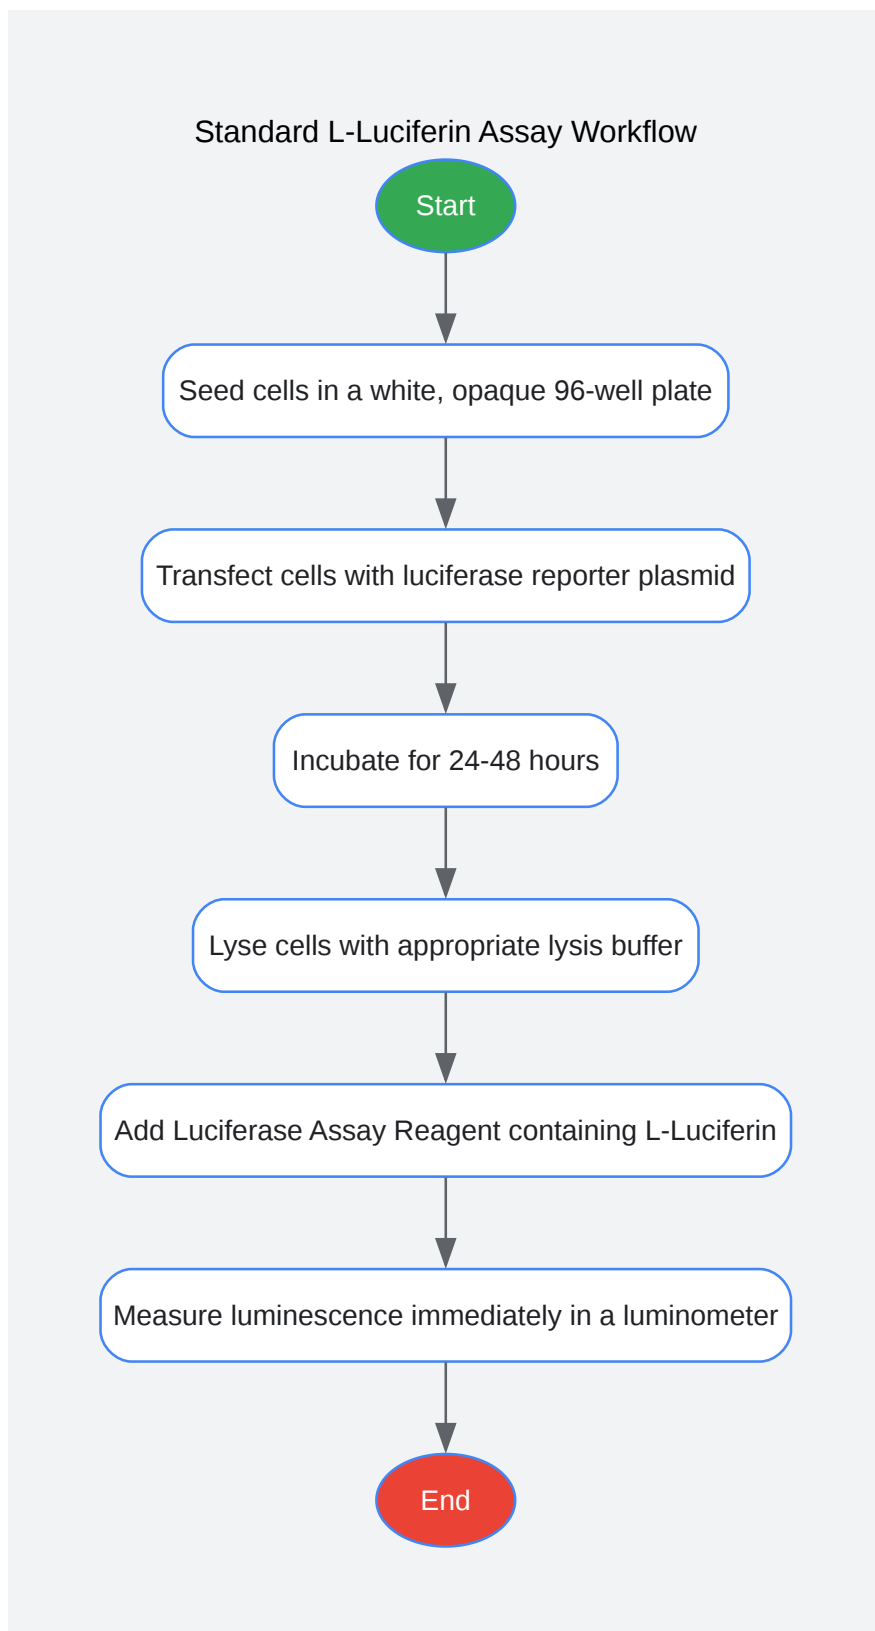 Standard L-Luciferin Assay Workflow
Start
Seed cells in a white, opaque 96-well plate
Transfect cells with luciferase reporter plasmid
Incubate for 24-48 hours
Lyse cells with appropriate lysis buffer
Add Luciferase Assay Reagent containing L-Luciferin
Measure luminescence immediately in a luminometer
End